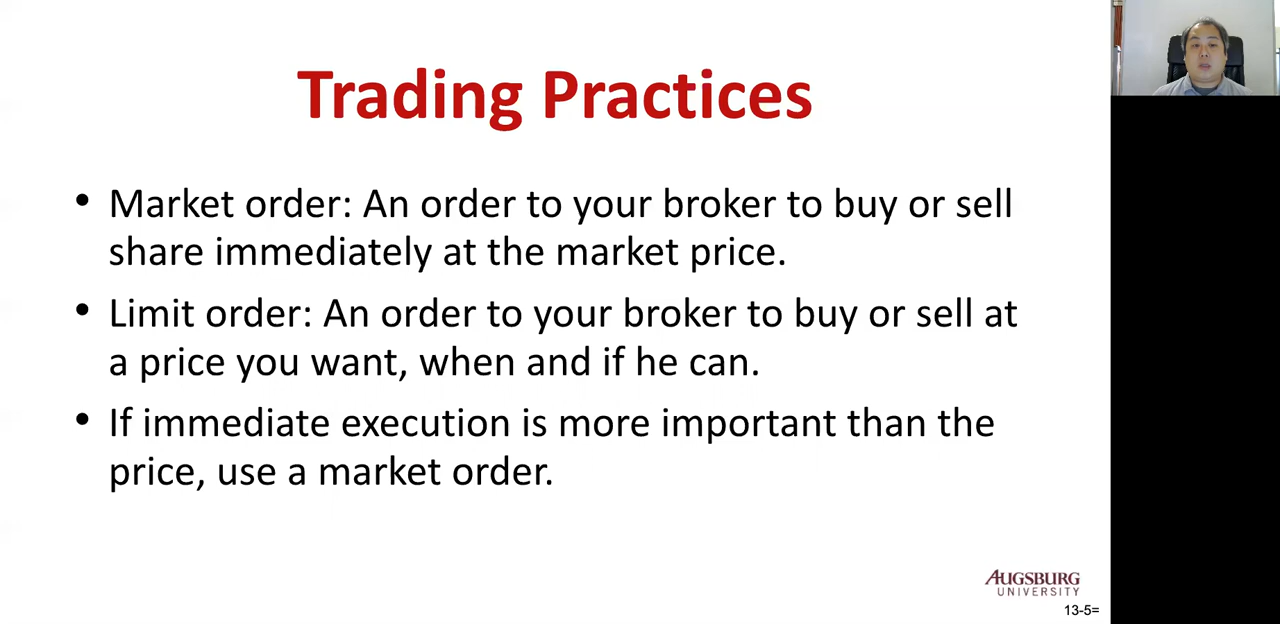 Trading Practices
• Market order: An order to your broker to buy or sell
share immediately at the market price.
• Limit order: An order to your broker to buy or sell at
a price you want, when and if he can.
• If immediate execution is more important than the
price, use a market order.
AUGSBURG
UNIVERSITY
13-5=